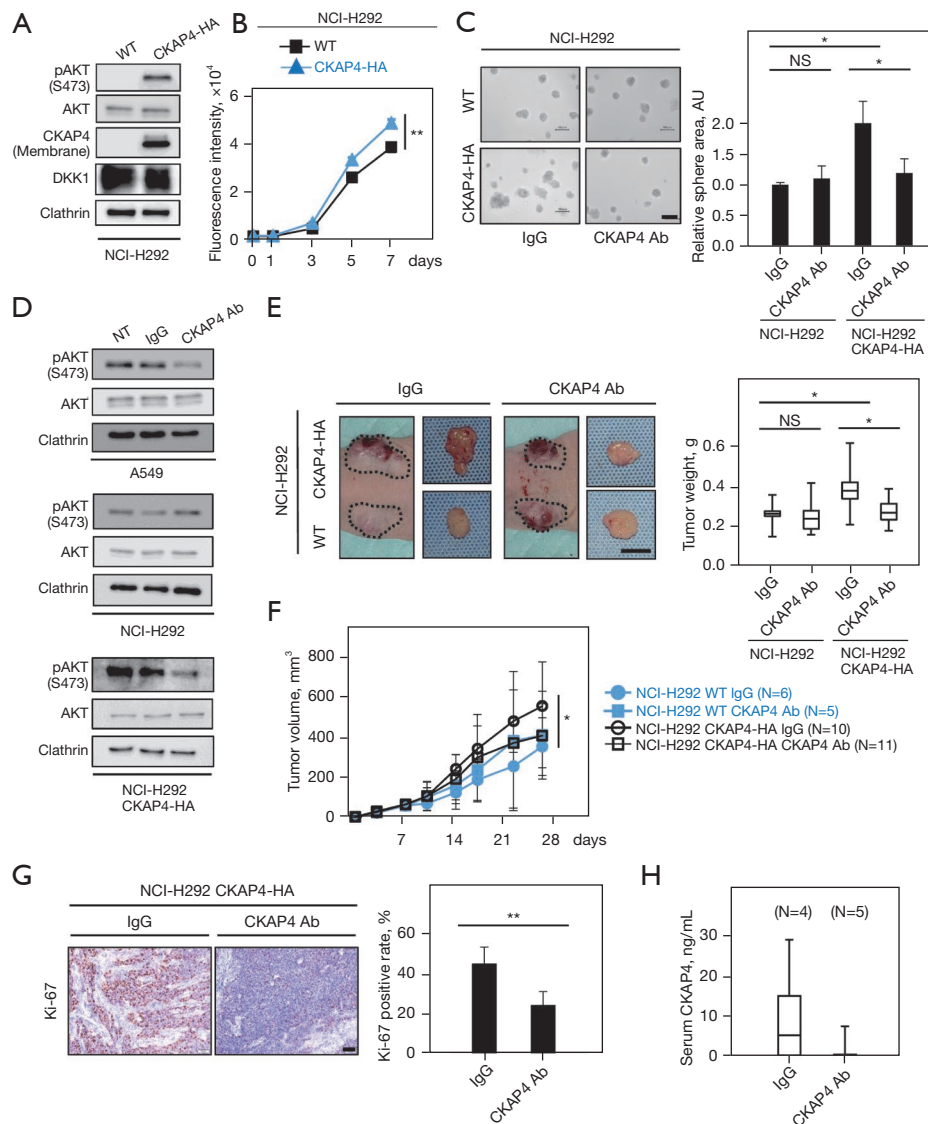 A
WT
CKAP4-HA
pAKT
(S473)
AKT
CKAP4
(Membrane)
DKK1
Clathrin
NCI-H292
B
NCI-H292
WT
CKAP4-HA
Fluorescence intensity, ×10⁴
6
4
2
0
**
0 1 3 5 7 days
C
NCI-H292
WT
CKAP4-HA
IgG
CKAP4 Ab
Relative sphere area, AU
*
NS
*
2.0
1.0
0.0
0.0
IgG
CKAP4 Ab
IgG
CKAP4 Ab
NCI-H292
NCI-H292
CKAP4-HA
D
NT
IgG
CKAP4 Ab
pAKT
(S473)
AKT
Clathrin
A549
pAKT
(S473)
AKT
Clathrin
NCI-H292
pAKT
(S473)
AKT
Clathrin
NCI-H292
CKAP4-HA
E
IgG
CKAP4 Ab
NCI-H292
CKAP4-HA
WT
Tumor weight, g
*
NS
*
0.6
0.4
0.2
0.0
IgG
CKAP4 Ab
IgG
CKAP4 Ab
NCI-H292
NCI-H292
CKAP4-HA
F
Tumor volume, mm³
800
600
400
200
0
*
7 14 21 28 days
NCI-H292 WT IgG (N=6)
NCI-H292 WT CKAP4 Ab (N=5)
NCI-H292 CKAP4-HA IgG (N=10)
NCI-H292 CKAP4-HA CKAP4 Ab (N=11)
G
NCI-H292 CKAP4-HA
IgG
CKAP4 Ab
Ki-67
Ki-67 positive rate, %
**
60
40
20
0
IgG
CKAP4 Ab
H
Serum CKAP4, ng/mL
(N=4)
(N=5)
30
20
10
0
IgG
CKAP4 Ab